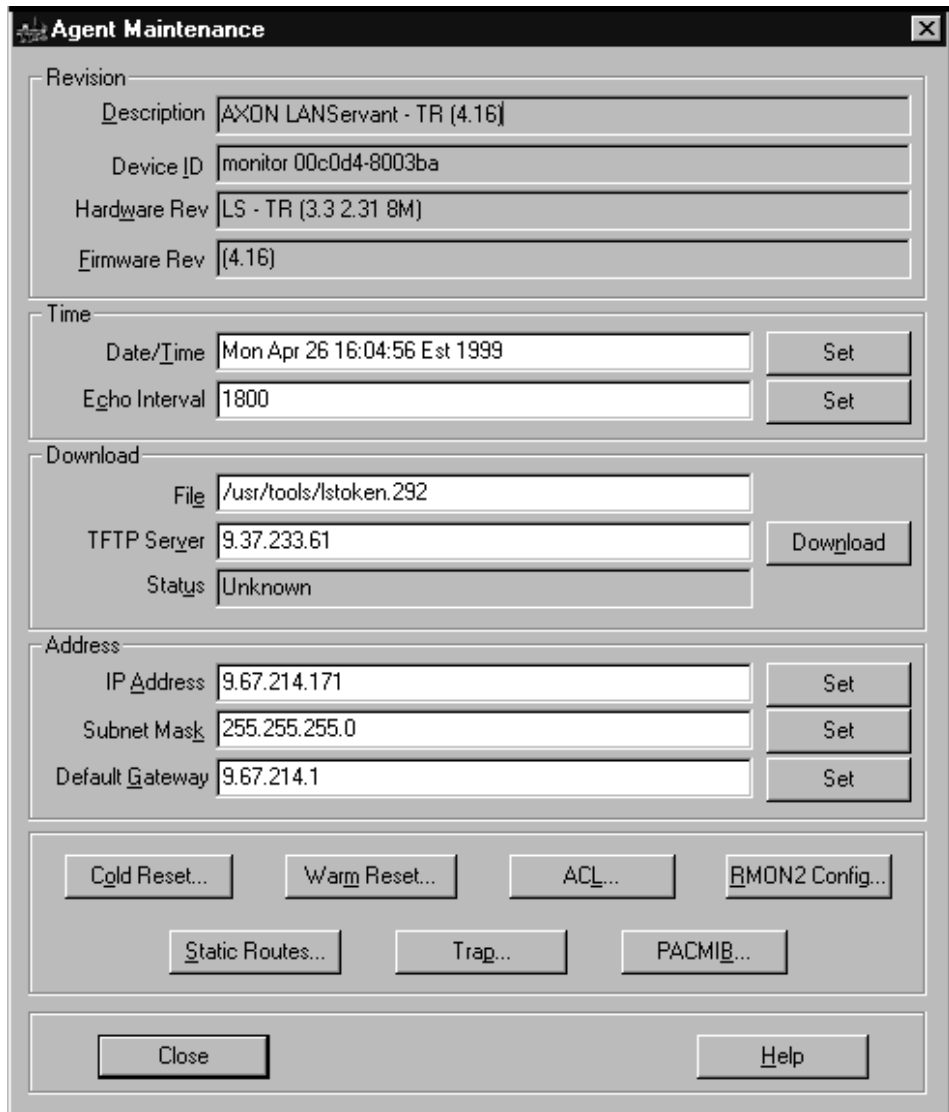 Agent Maintenance
Revision
Description AXON LANServant - TR (4.16)
Device ID monitor 00c0d4-8003ba
Hardware Rev LS - TR (3.3 2.31 8M)
Firmware Rev (4.16)
Time
Date/Time Mon Apr 26 16:04:56 Est 1999 Set
Echo Interval 1800 Set
Download
File /usr/tools/lstoken.292
TFTP Server 9.37.233.61 Download
Status Unknown
Address
IP Address 9.67.214.171 Set
Subnet Mask 255.255.255.0 Set
Default Gateway 9.67.214.1 Set
Cold Reset... Warm Reset... ACL... RMON2 Config...
Static Routes... Trap... PACMIB...
Close Help